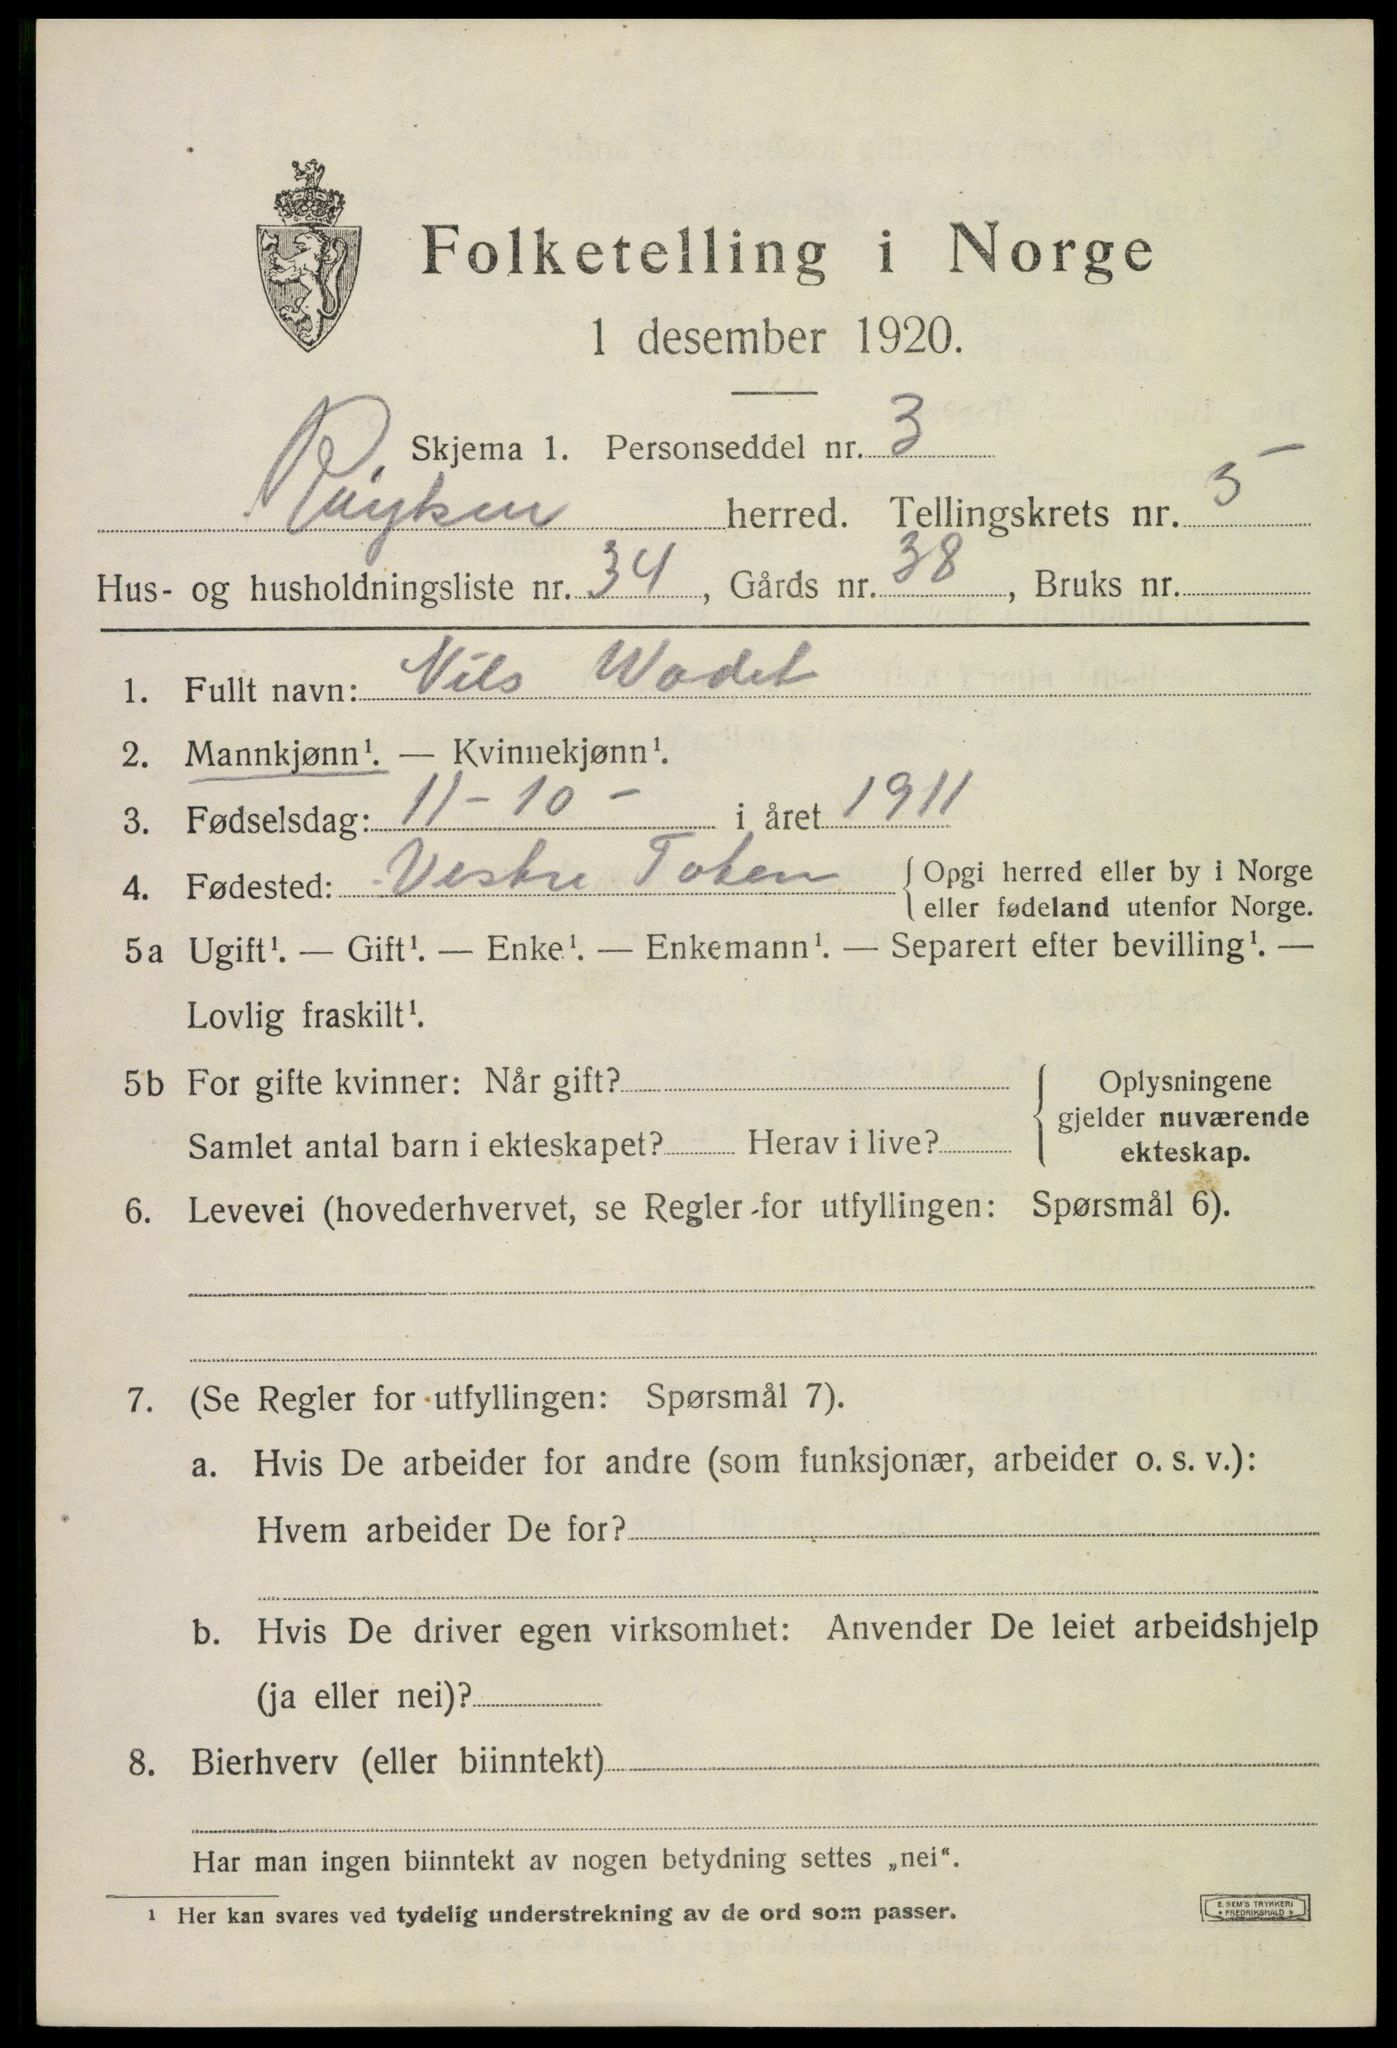 Folketelling i Norge
1 desember 1920.
Skjema 1. Personseddel nr. 3
Røyken herred. Tellingskrets nr. 5
Hus- og husholdningsliste nr. 34, Gårds nr. 38, Bruks nr.
1. Fullt navn: Nils Wodet
2. Mannkjønn¹. — Kvinnekjønn¹.
3. Fødselsdag: 11-10- i året 1911
4. Fødested: Vestre Toten { Opgi herred eller by i Norge
eller fødeland utenfor Norge.
5a Ugift¹. — Gift¹. — Enke¹. — Enkemann¹. — Separert efter bevilling¹. —
Lovlig fraskilt¹.
5b For gifte kvinner: Når gift?
Samlet antal barn i ekteskapet? Herav i live?
{ Oplysningene
gjelder nuværende
ekteskap.
6. Levevei (hovederhvervet, se Regler for utfyllingen: Spørsmål 6).
7. (Se Regler for utfyllingen: Spørsmål 7).
a. Hvis De arbeider for andre (som funksjonær, arbeider o. s. v.):
Hvem arbeider De for?
b. Hvis De driver egen virksomhet: Anvender De leiet arbeidshjelp
(ja eller nei)?
8. Bierhverv (eller biinntekt)
Har man ingen biinntekt av nogen betydning settes „nei“.
¹ Her kan svares ved tydelig understrekning av de ord som passer.
E. SEM'S TRYKKERI
FREDRIKSHALD